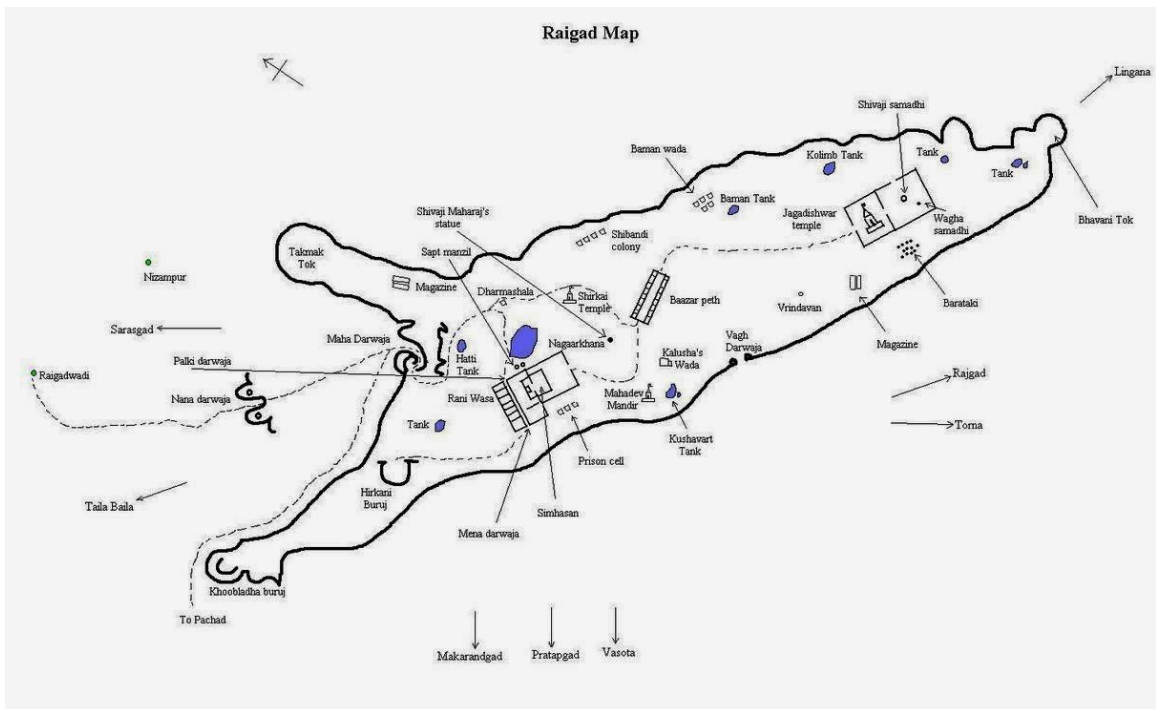 Raigad Map
Lingana
Shivaji samadhi
Baman wada
Kolimb Tank
Tank
Tank
Baman Tank
Shivaji Maharaj's
statue
Jagadishwar
temple
Wagha
samadhi
Bhavani Tok
Shibandi
colony
Sapt manzil
Takmak
Tok
Nizampur
Magazine
Dharmashala
Shirkai
Temple
Baazar peth
Barataki
Vrindavan
Sarasgad
Maha Darwaja
Nagaarkhana
Vagh
Darwaja
Magazine
Palki darwaja
Hatti
Tank
Kalusha's
Wada
Raigadwadi
Rajgad
Nana darwaja
Rani Wasa
Mahadev
Mandir
Tank
Torna
Kushavart
Tank
Prison cell
Hirkani
Buruj
Taila Baila
Simhasan
Mena darwaja
Khoobladha buruj
To Pachad
Makarandgad
Pratapgad
Vasota